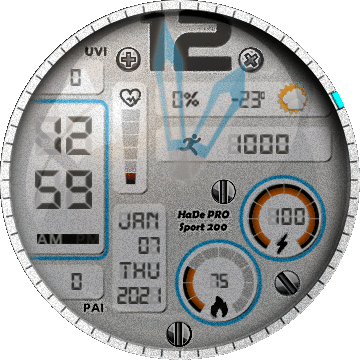 12
UVI
0
0% -23°
12
1000
59
AM PM
HaDe PRO
Sport 200
100
JAN
07
THU
2021
75
0
PAI